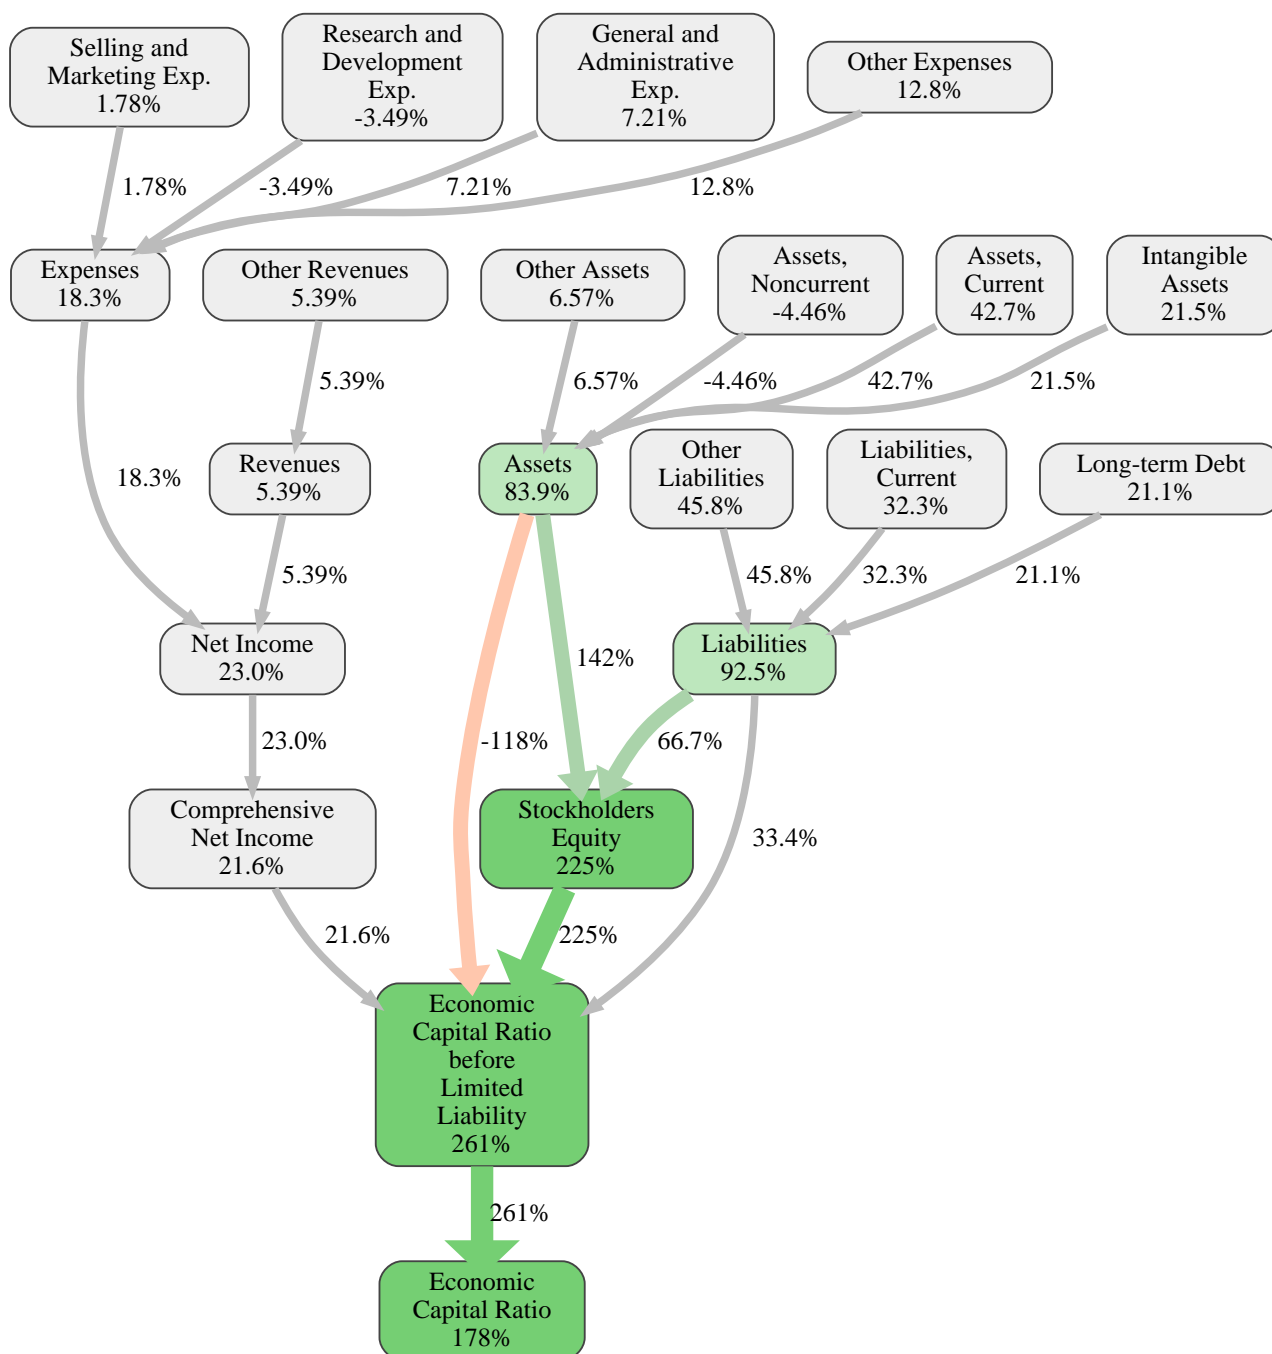 Selling and
Marketing Exp.
1.78%
Research and
Development
Exp.
-3.49%
General and
Administrative
Exp.
7.21%
Other Expenses
12.8%
1.78%
-3.49%
7.21%
12.8%
Expenses
18.3%
Other Revenues
5.39%
Other Assets
6.57%
Assets,
Noncurrent
-4.46%
Assets,
Current
42.7%
Intangible
Assets
21.5%
5.39%
6.57%
-4.46%
42.7%
21.5%
18.3%
Revenues
5.39%
Assets
83.9%
Other
Liabilities
45.8%
Liabilities,
Current
32.3%
Long-term Debt
21.1%
5.39%
45.8%
32.3%
21.1%
Net Income
23.0%
142%
Liabilities
92.5%
23.0%
-118%
66.7%
Comprehensive
Net Income
21.6%
Stockholders
Equity
225%
33.4%
21.6%
225%
Economic
Capital Ratio
before
Limited
Liability
261%
261%
Economic
Capital Ratio
178%